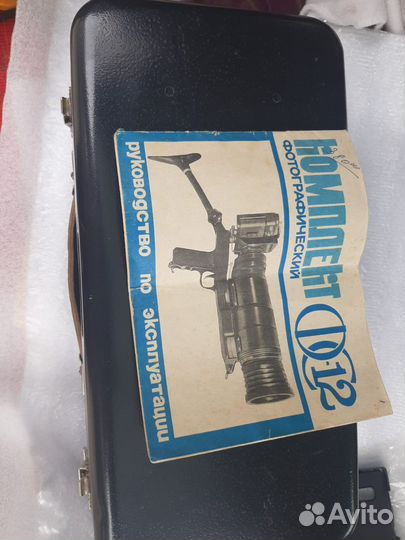 Комплект
фотографический
ФС-12
руководство по эксплуатации
Avito